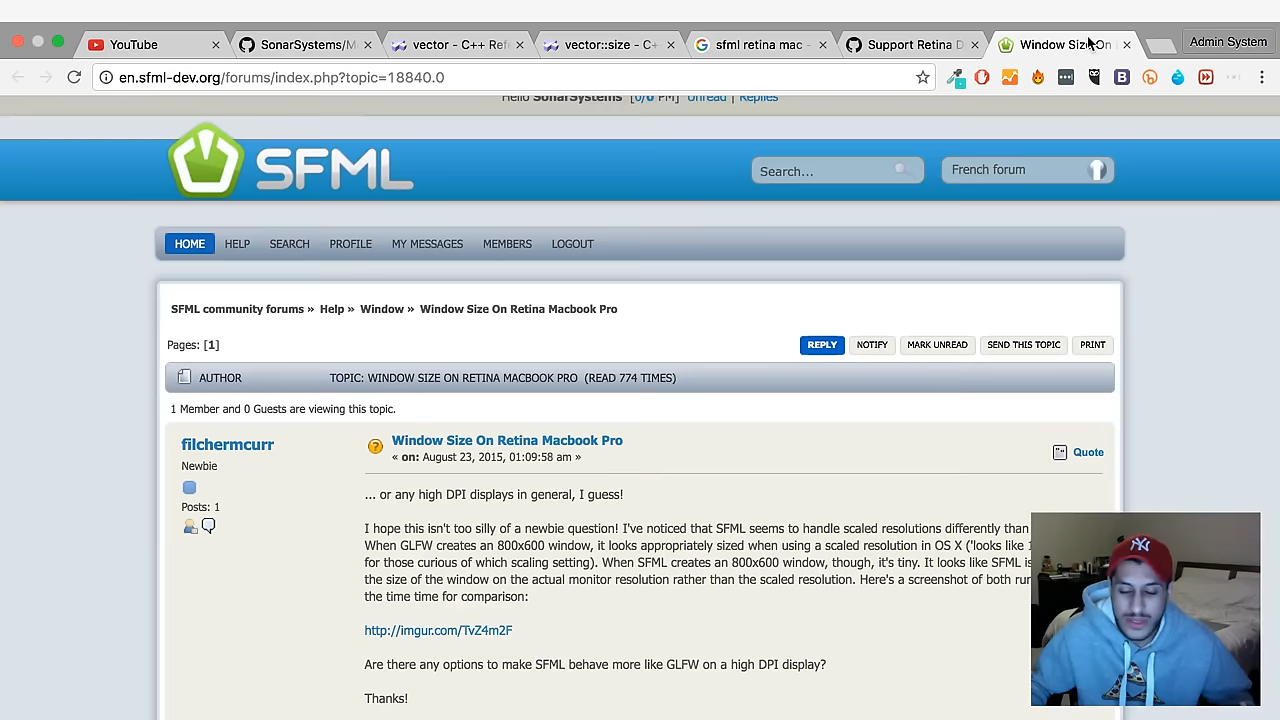 YouTube
SonarSystems/M
vector - C++ Ref
vector::size - C+
sfml retina mac -
Support Retina D
Window Siz On
Admin System
en.sfml-dev.org/forums/index.php?topic=18840.0
Hello SonarSystems [0/0 PM] Unread | Replies
SFML
Search...
French forum
HOME HELP SEARCH PROFILE MY MESSAGES MEMBERS LOGOUT
SFML community forums » Help » Window » Window Size On Retina Macbook Pro
Pages: [1]
REPLY NOTIFY MARK UNREAD SEND THIS TOPIC PRINT
AUTHOR TOPIC: WINDOW SIZE ON RETINA MACBOOK PRO (READ 774 TIMES)
1 Member and 0 Guests are viewing this topic.
filchermcurr
Newbie
Posts: 1
Window Size On Retina Macbook Pro
« on: August 23, 2015, 01:09:58 am »
Quote
... or any high DPI displays in general, I guess!
I hope this isn't too silly of a newbie question! I've noticed that SFML seems to handle scaled resolutions differently than
When GLFW creates an 800x600 window, it looks appropriately sized when using a scaled resolution in OS X ('looks like 1
for those curious of which scaling setting). When SFML creates an 800x600 window, though, it's tiny. It looks like SFML is
the size of the window on the actual monitor resolution rather than the scaled resolution. Here's a screenshot of both run
the time time for comparison:
http://imgur.com/TvZ4m2F
Are there any options to make SFML behave more like GLFW on a high DPI display?
Thanks!